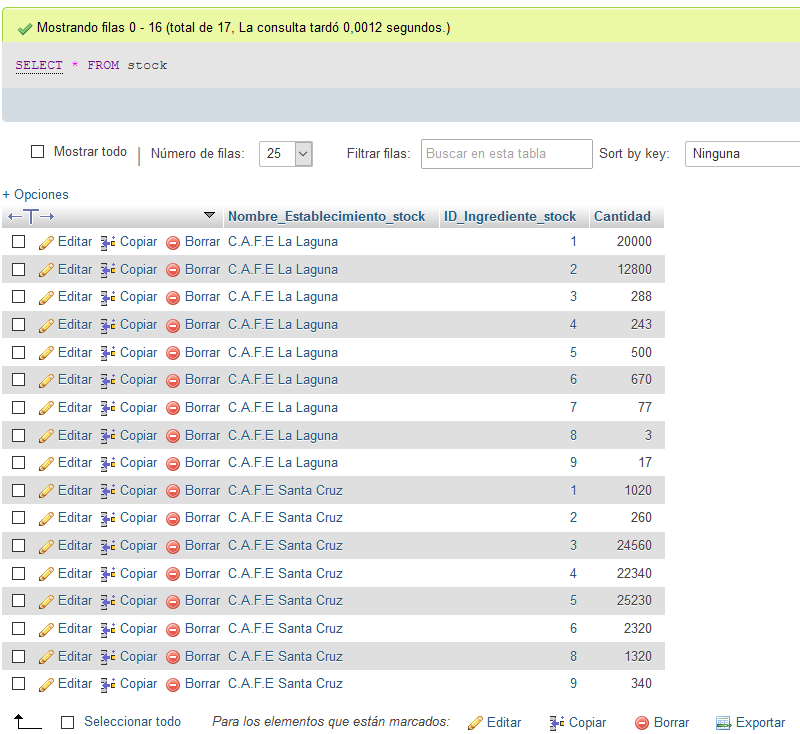 Mostrando filas 0 - 16 (total de 17, La consulta tardó 0,0012 segundos.)
SELECT * FROM stock
Mostrar todo | Número de filas: 25 Filtrar filas: Buscar en esta tabla Sort by key: Ninguna
+ Opciones
←T→ Nombre_Establecimiento_stock ID_Ingrediente_stock Cantidad
Editar Copiar Borrar C.A.F.E La Laguna 1 20000
Editar Copiar Borrar C.A.F.E La Laguna 2 12800
Editar Copiar Borrar C.A.F.E La Laguna 3 288
Editar Copiar Borrar C.A.F.E La Laguna 4 243
Editar Copiar Borrar C.A.F.E La Laguna 5 500
Editar Copiar Borrar C.A.F.E La Laguna 6 670
Editar Copiar Borrar C.A.F.E La Laguna 7 77
Editar Copiar Borrar C.A.F.E La Laguna 8 3
Editar Copiar Borrar C.A.F.E La Laguna 9 17
Editar Copiar Borrar C.A.F.E Santa Cruz 1 1020
Editar Copiar Borrar C.A.F.E Santa Cruz 2 260
Editar Copiar Borrar C.A.F.E Santa Cruz 3 24560
Editar Copiar Borrar C.A.F.E Santa Cruz 4 22340
Editar Copiar Borrar C.A.F.E Santa Cruz 5 25230
Editar Copiar Borrar C.A.F.E Santa Cruz 6 2320
Editar Copiar Borrar C.A.F.E Santa Cruz 8 1320
Editar Copiar Borrar C.A.F.E Santa Cruz 9 340
Seleccionar todo Para los elementos que están marcados: Editar Copiar Borrar Exportar